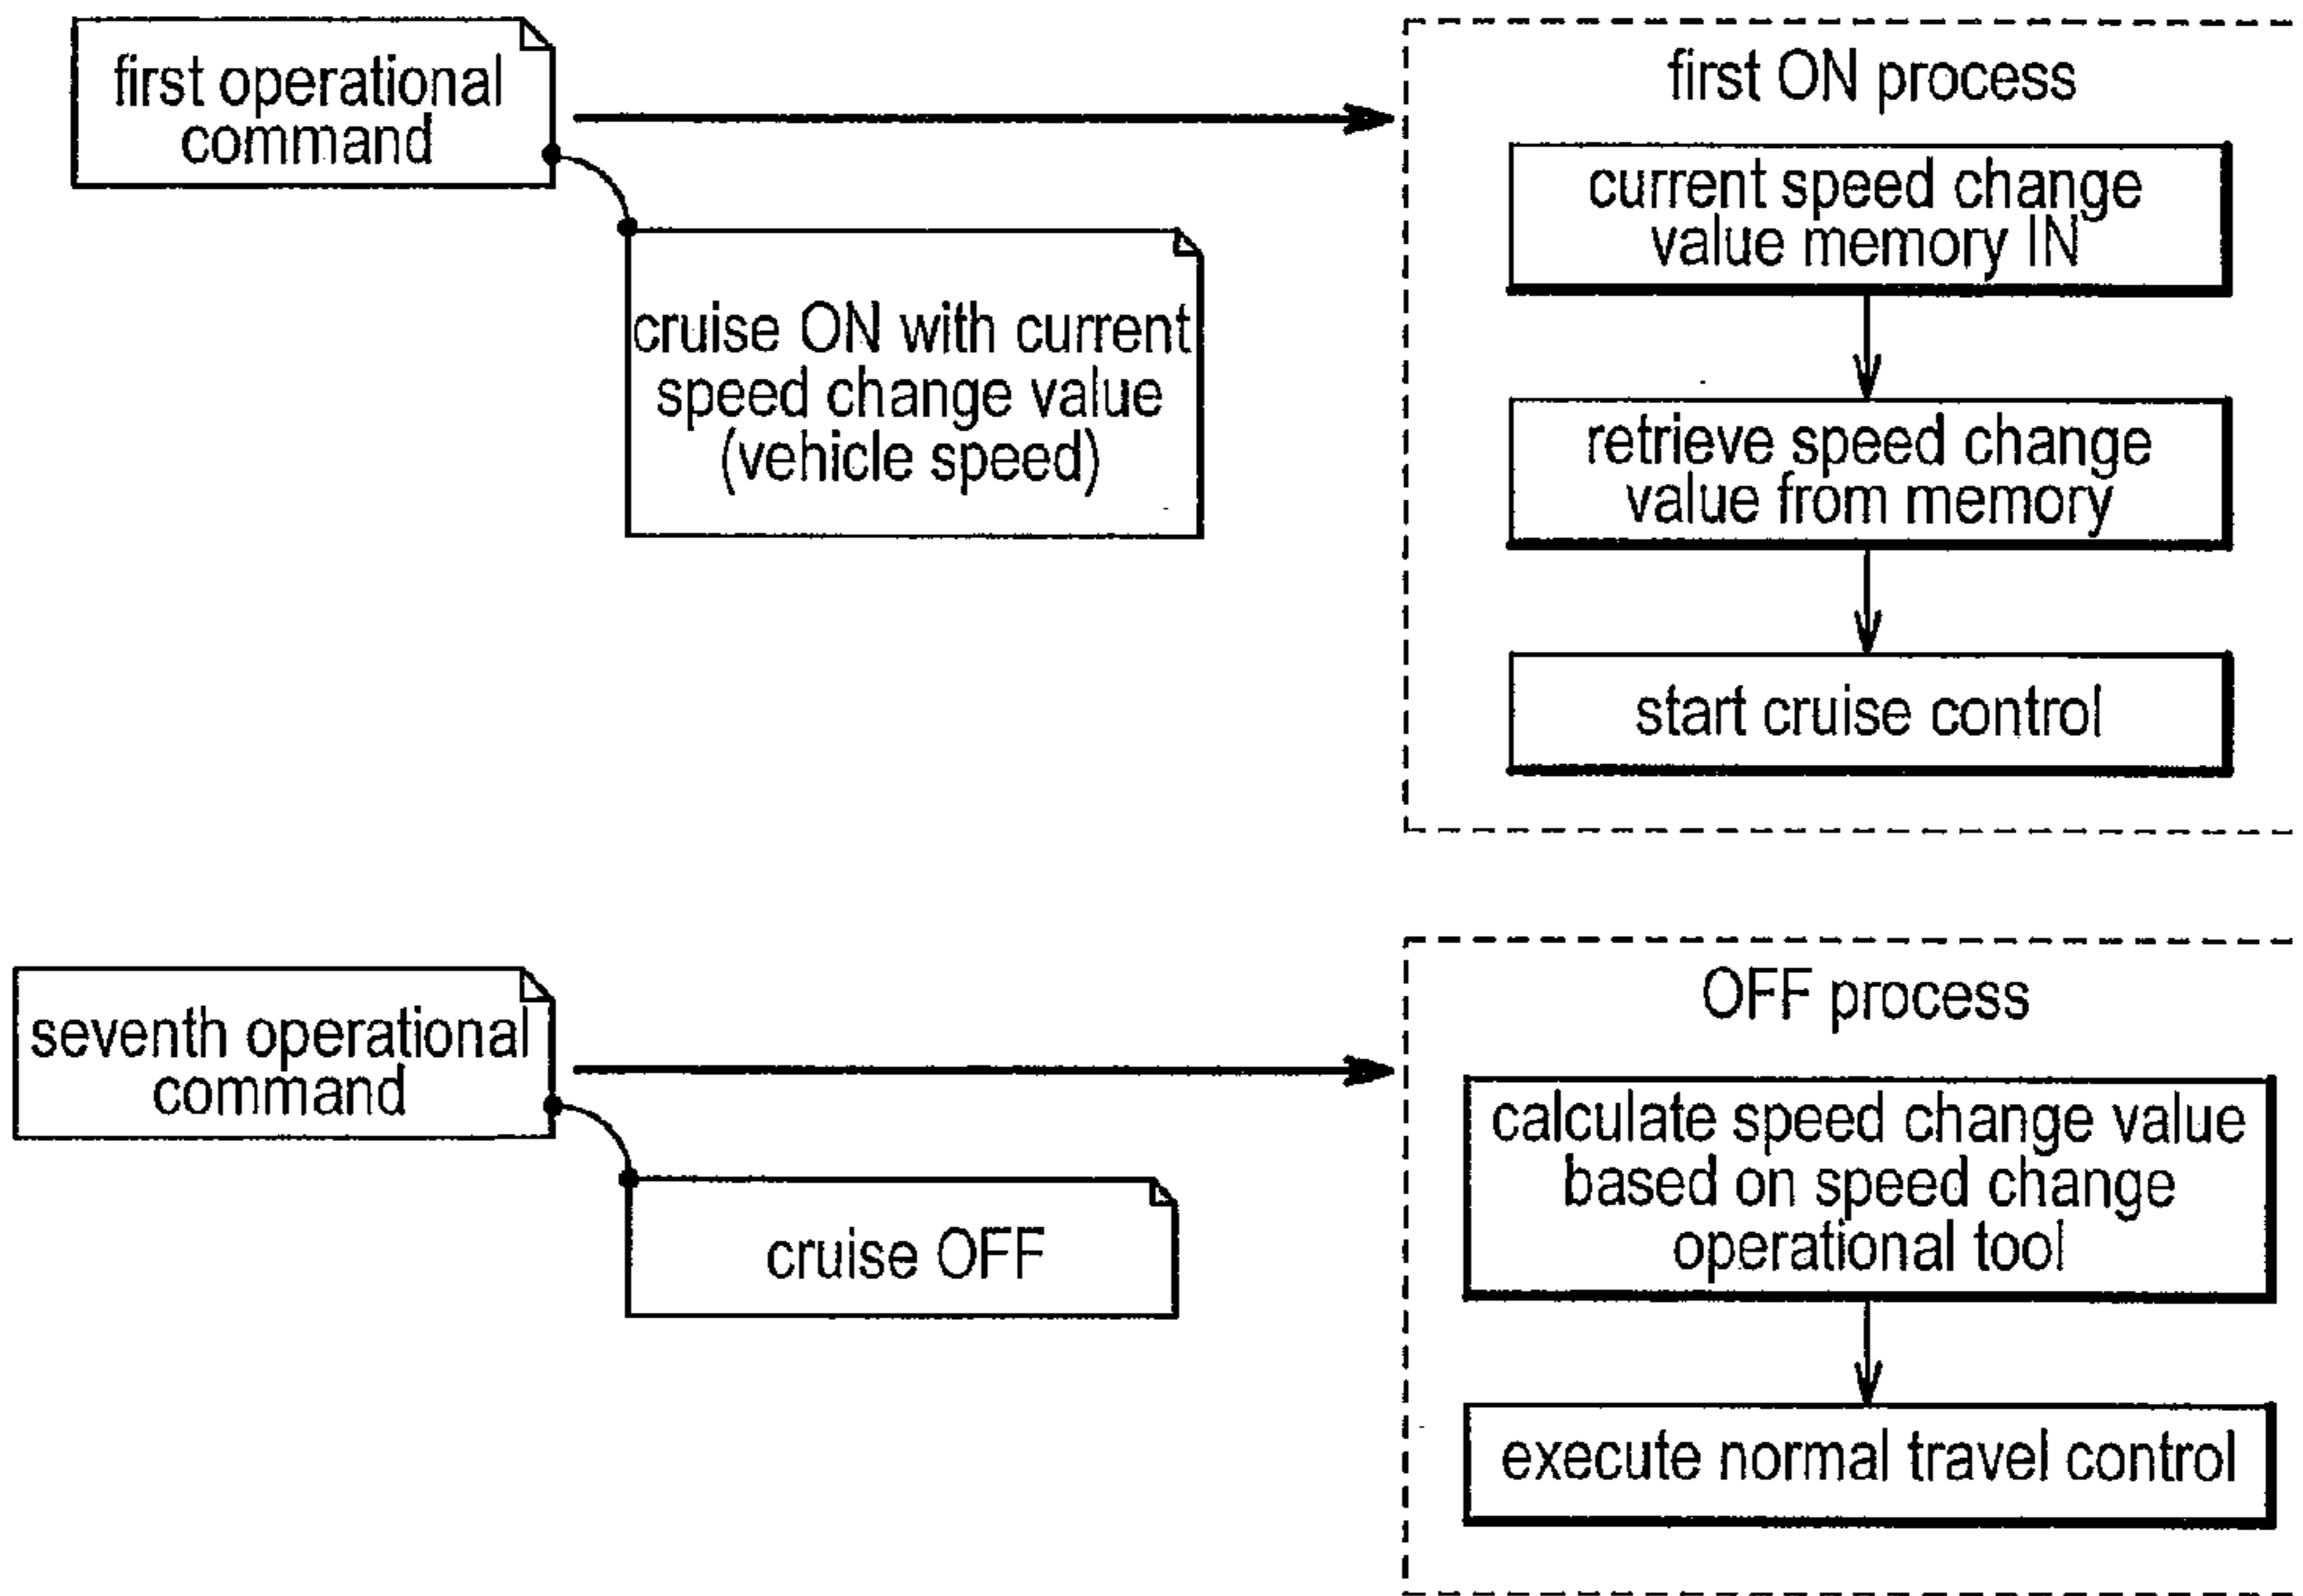 first operational
command
cruise ON with current
speed change value
(vehicle speed)
first ON process
current speed change
value memory IN
retrieve speed change
value from memory
start cruise control
seventh operational
command
cruise OFF
OFF process
calculate speed change value
based on speed change
operational tool
execute normal travel control